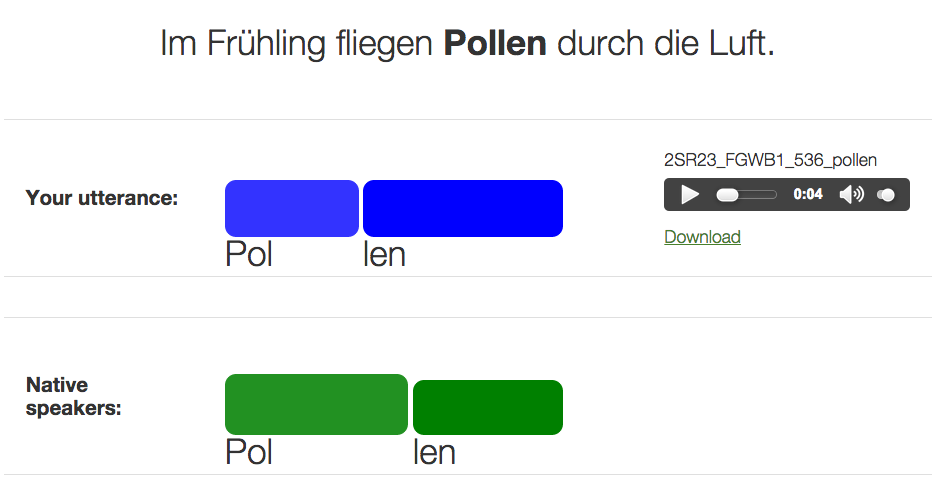 Im Frühling fliegen Pollen durch die Luft.
2SR23_FGWB1_536_pollen
Your utterance:
0:04
Download
Pol len
Native
speakers:
Pol len